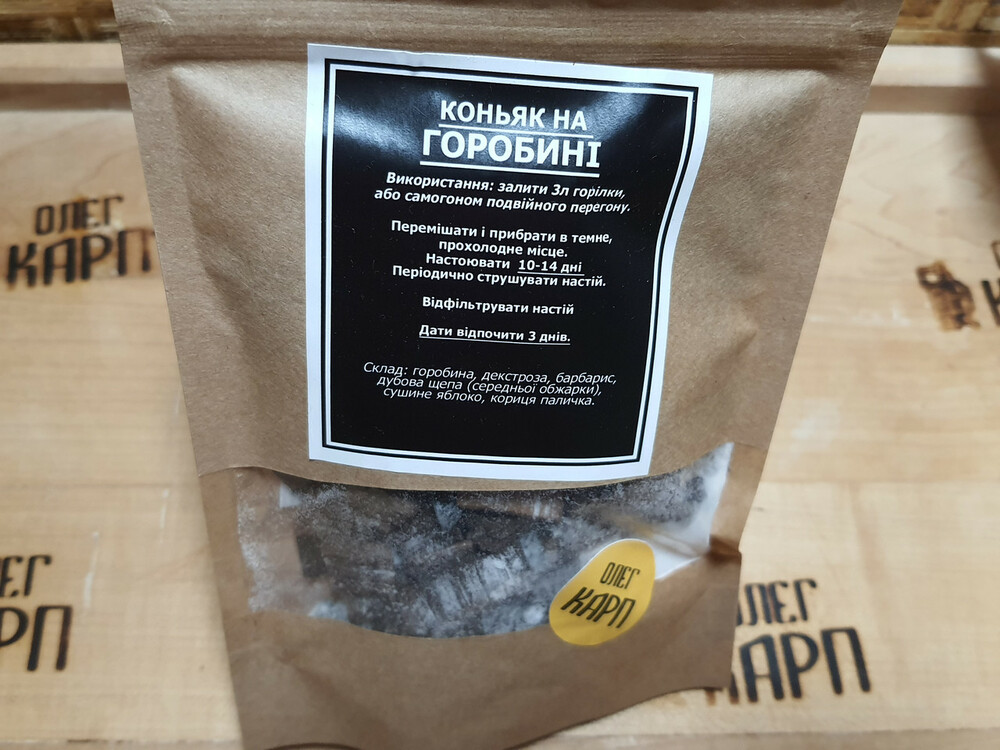 КОНЬЯК НА
ГОРОБИНІ
Використання: залити 3л горілки,
або самогоном подвійного перегону.
Перемішати і прибрати в темне,
прохолодне місце.
Настоювати 10-14 дні
Періодично струшувати настій.
Відфільтрувати настій
Дати відпочити 3 днів.
Склад: горобина, декстроза, барбарис,
дубова щепа (середньої обжарки),
сушине яблоко, кориця паличка.
ОЛЕГ
КАРП
ОЛЕГ
КАРП
ОЛЕГ
КАРП